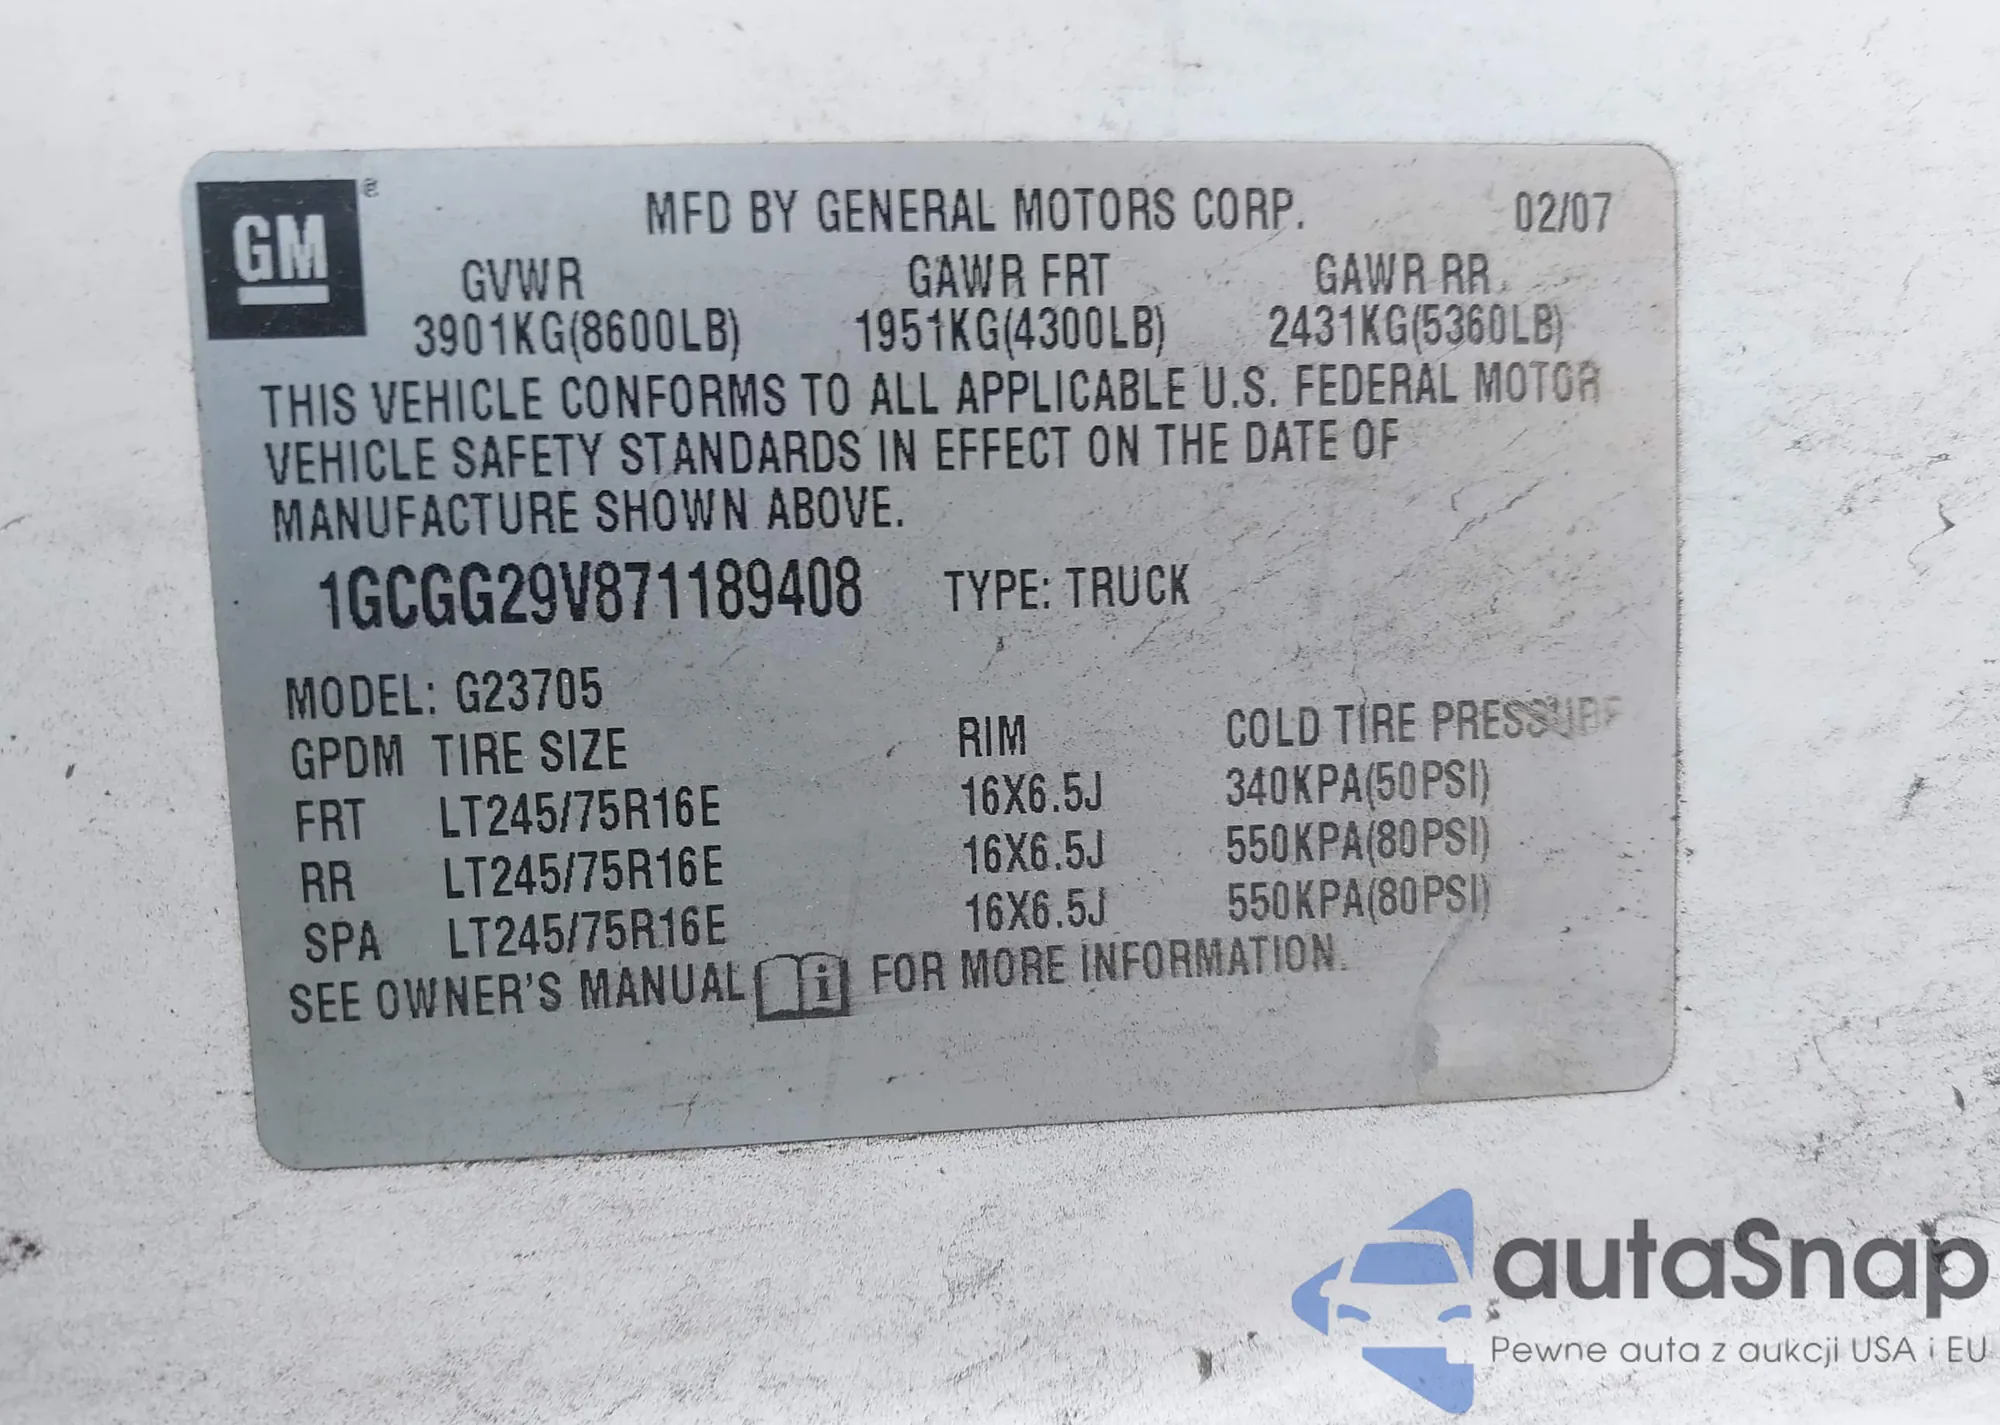 GM ®
MFD BY GENERAL MOTORS CORP. 02/07
GVWR GAWR FRT GAWR RR
3901KG(8600LB) 1951KG(4300LB) 2431KG(5360LB)
THIS VEHICLE CONFORMS TO ALL APPLICABLE U.S. FEDERAL MOTOR
VEHICLE SAFETY STANDARDS IN EFFECT ON THE DATE OF
MANUFACTURE SHOWN ABOVE.
1GCGG29V871189408 TYPE: TRUCK
MODEL: G23705
GPDM TIRE SIZE RIM COLD TIRE PRESSURE
FRT LT245/75R16E 16X6.5J 340KPA(50PSI)
RR LT245/75R16E 16X6.5J 550KPA(80PSI)
SPA LT245/75R16E 16X6.5J 550KPA(80PSI)
SEE OWNER'S MANUAL i FOR MORE INFORMATION.
autaSnap
Pewne auta z aukcji USA i EU